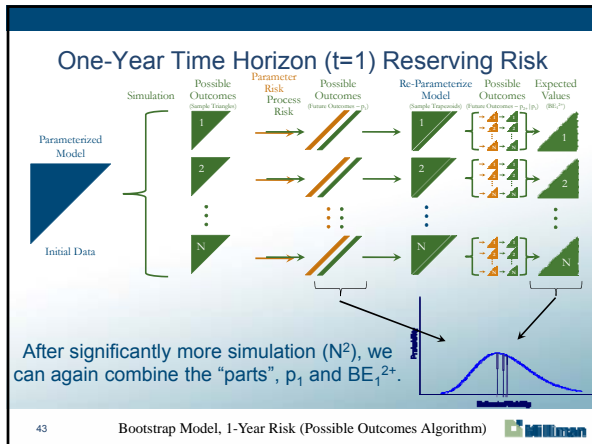 One-Year Time Horizon (t=1) Reserving Risk
Simulation
Possible Outcomes
(Sample Triangles)
Parameter Risk
Process Risk
Possible Outcomes
(Future Outcomes – p₁)
Re-Parameterize Model
(Sample Trapezoids)
Possible Outcomes
Expected Values
(BE₁²⁺)
Parameterized Model
Initial Data
1
1
1
2
2
2
N
N
N
Probability
After significantly more simulation (N²), we
can again combine the “parts”, p₁ and BE₁²⁺.
43
Bootstrap Model, 1-Year Risk (Possible Outcomes Algorithm)
Milliman